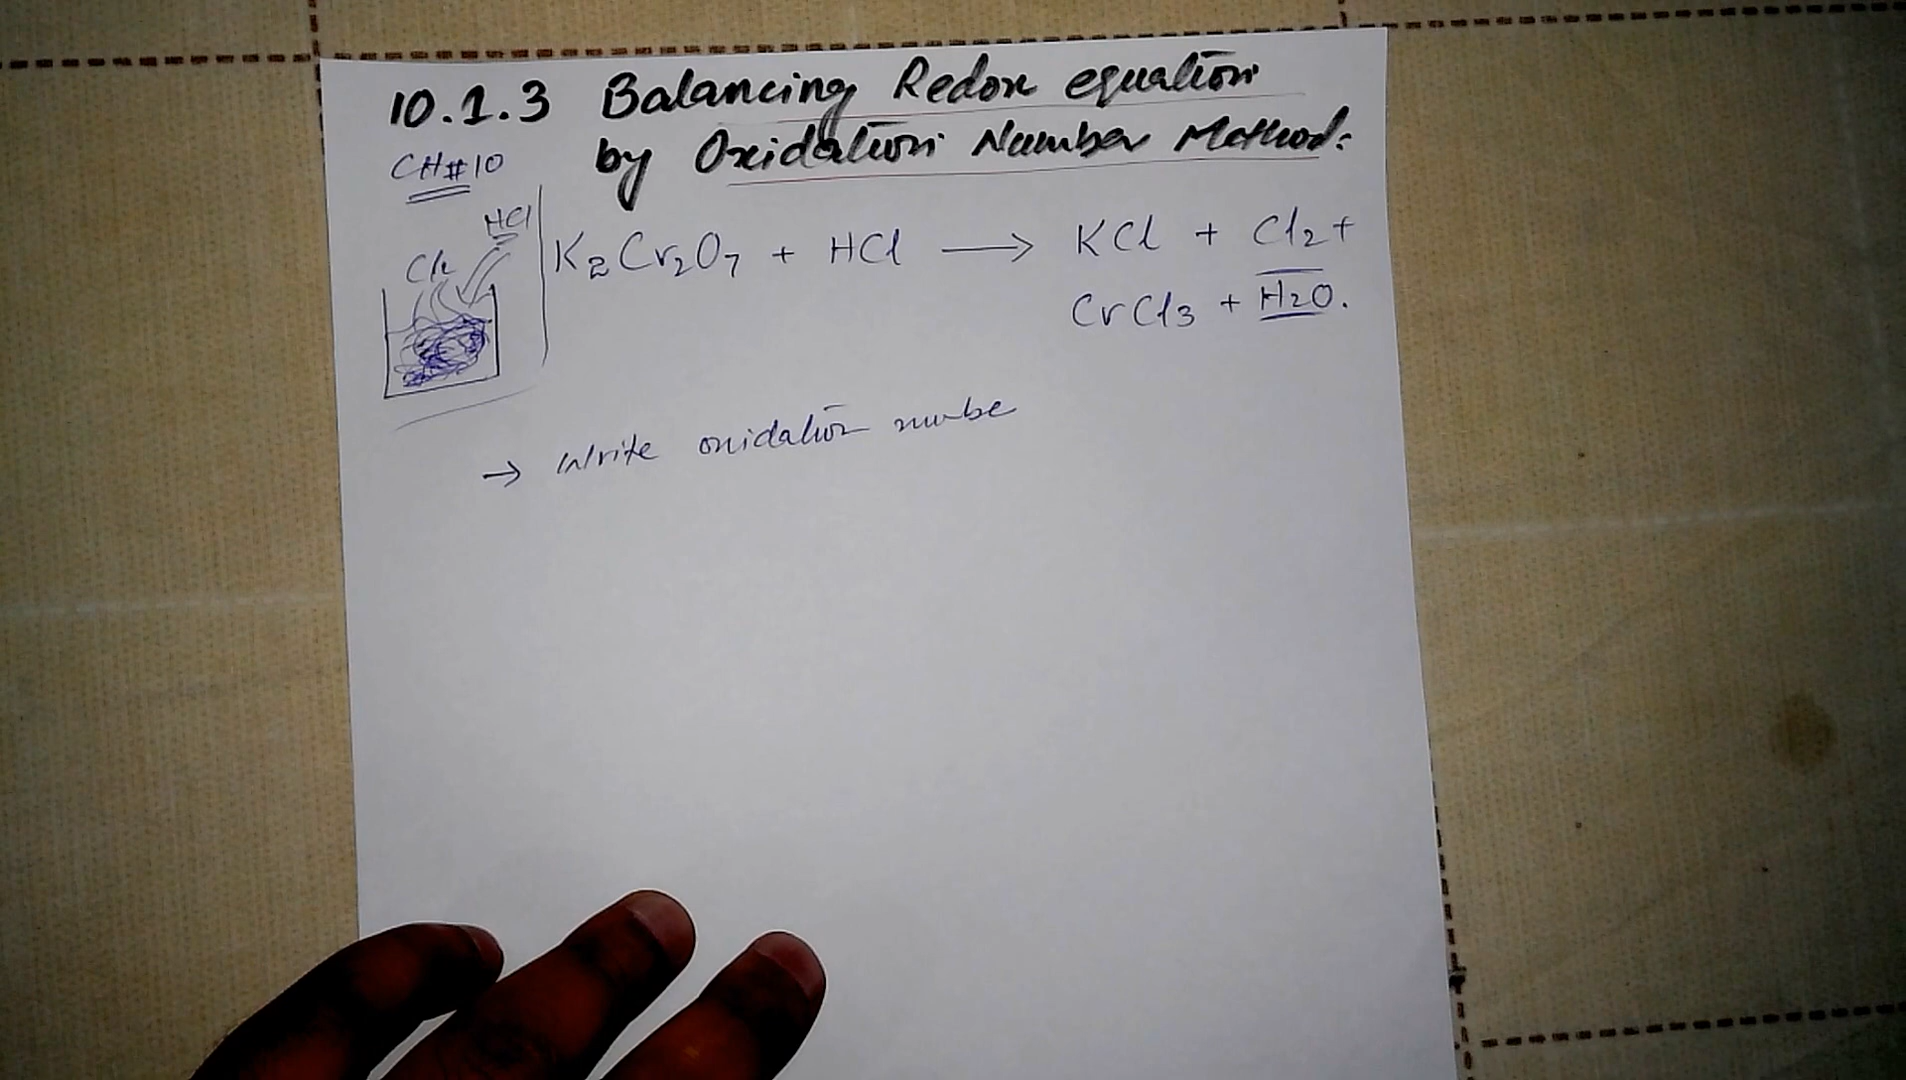 10.1.3 Balancing Redox equation
by Oxidation Number Method:
CH#10
HCl
Cl2
K2Cr2O7 + HCl → KCl + Cl2 +
CrCl3 + H2O.
→ Write oxidation numbe